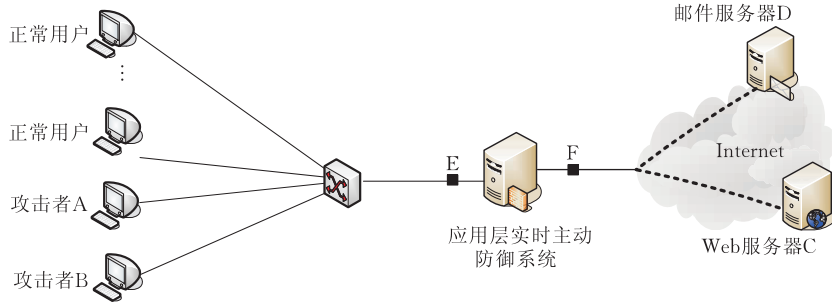 正常用户
⋮
正常用户
攻击者A
攻击者B
E
应用层实时主动
防御系统
F
邮件服务器D
Internet
Web服务器C